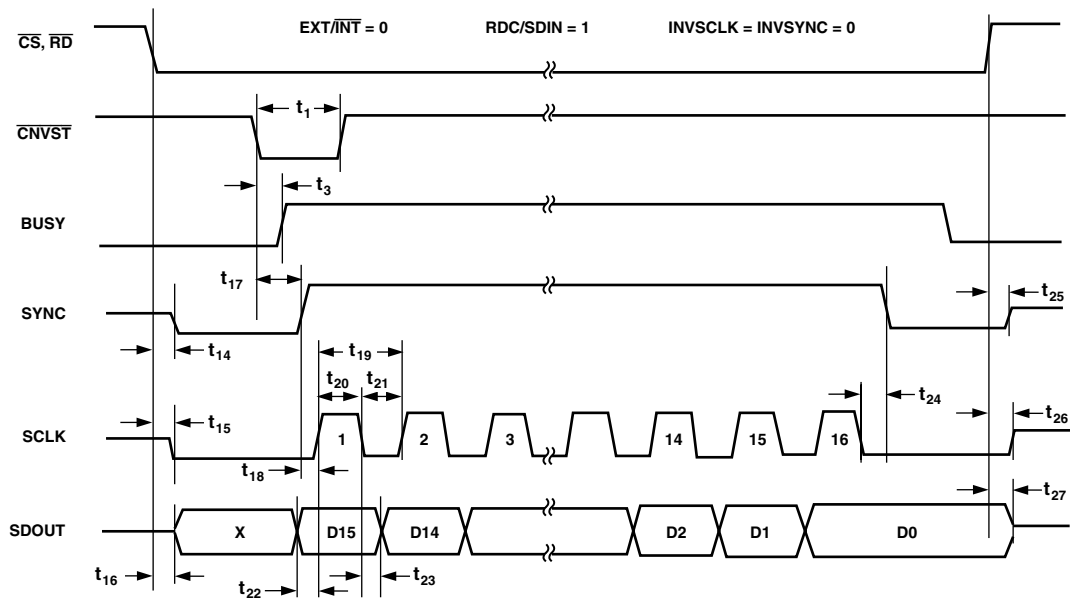 EXT/INT = 0 RDC/SDIN = 1 INVSCLK = INVSYNC = 0
CS, RD
t1
CNVST
t3
BUSY
t17
SYNC
t25
t14
t19
t20 t21
t24
t15
t26
SCLK
1 2 3 14 15 16
t18
t27
SDOUT
X D15 D14 D2 D1 D0
t16
t22
t23